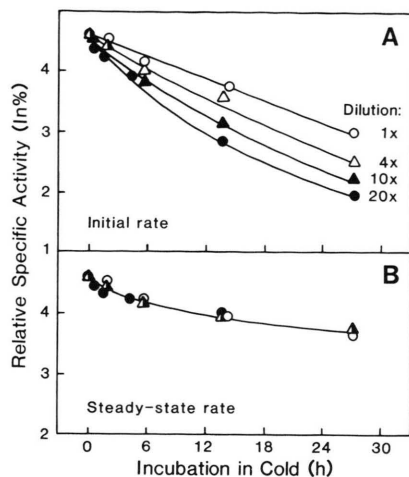 A
Dilution:
1x
4x
10x
20x
Initial rate
5
4
3
2
1
Relative Specific Activity (ln%)
B
Steady-state rate
4
3
2
0 6 12 18 24 30
Incubation in Cold (h)